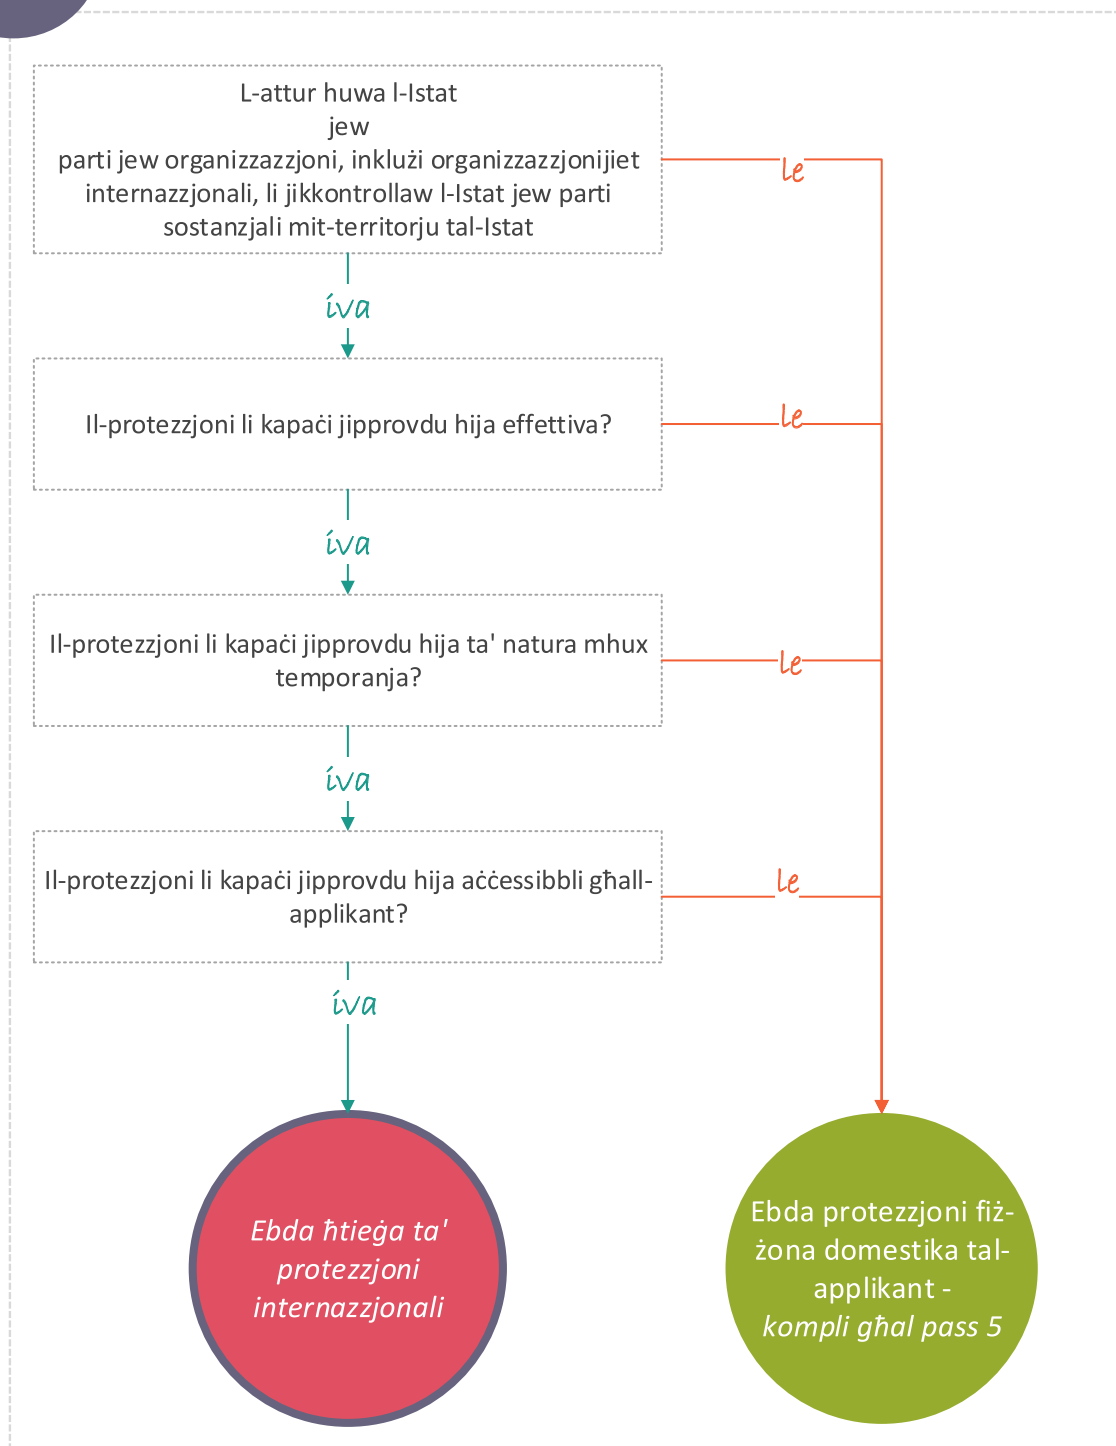 L-attur huwa l-Istat
jew
parti jew organizzazzjoni, inklużi organizzazzjonijiet
internazzjonali, li jikkontrollaw l-Istat jew parti
sostanzjali mit-territorju tal-Istat
le
iva
Il-protezzjoni li kapaċi jipprovdu hija effettiva?
le
iva
Il-protezzjoni li kapaċi jipprovdu hija ta' natura mhux
temporanja?
le
iva
Il-protezzjoni li kapaċi jipprovdu hija aċċessibbli għall-
applikant?
le
iva
Ebda ħtieġa ta'
protezzjoni
internazzjonali
Ebda protezzjoni fiż-
żona domestika tal-
applikant -
kompli għal pass 5